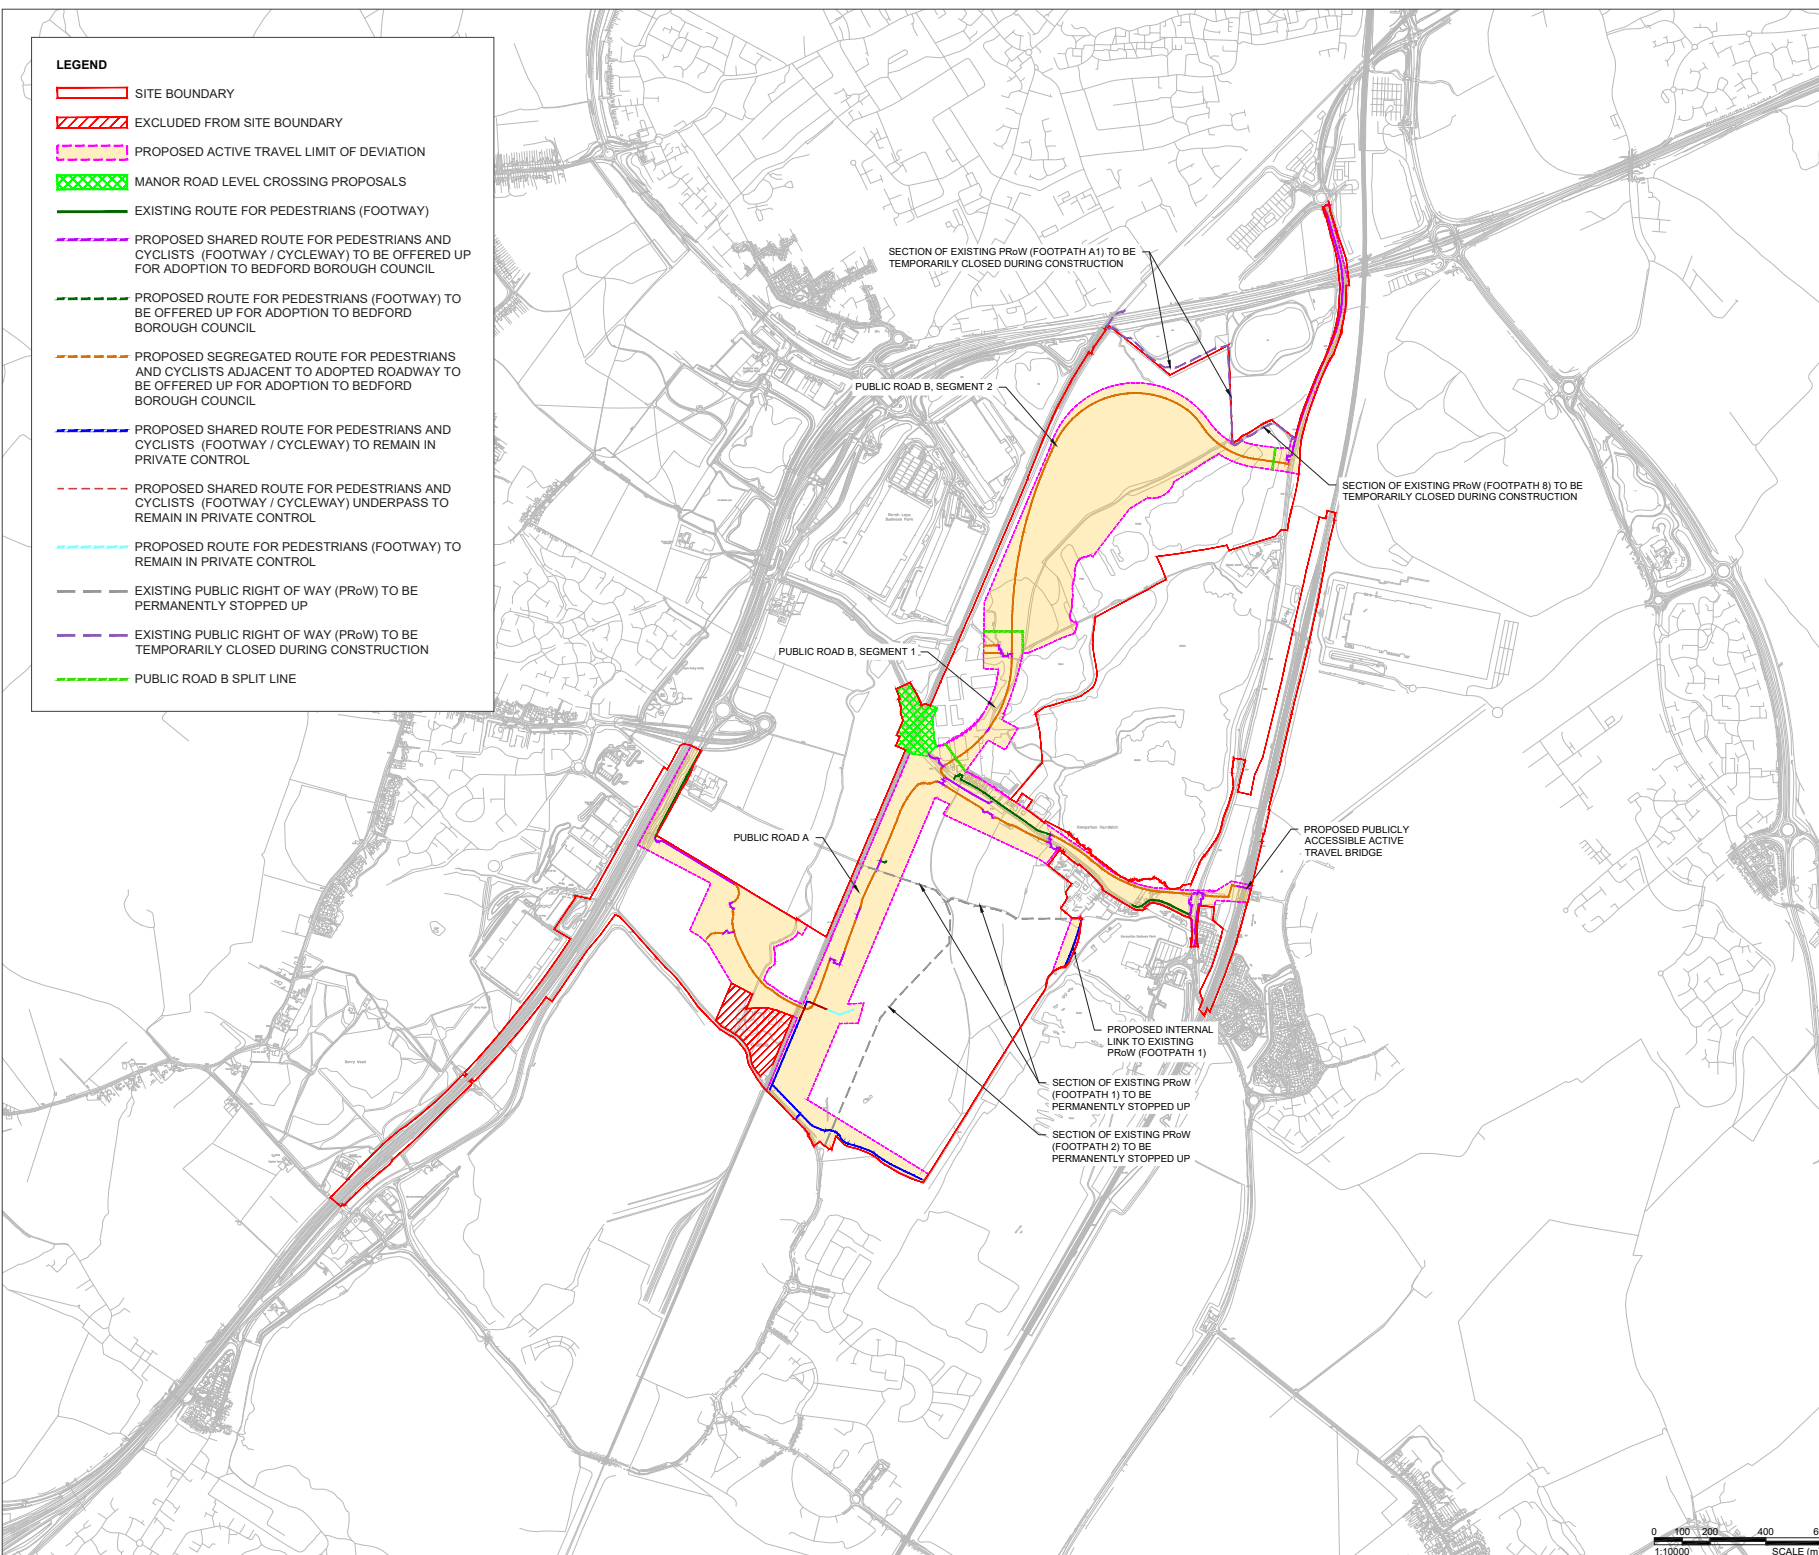 LEGEND
SITE BOUNDARY
EXCLUDED FROM SITE BOUNDARY
PROPOSED ACTIVE TRAVEL LIMIT OF DEVIATION
MANOR ROAD LEVEL CROSSING PROPOSALS
EXISTING ROUTE FOR PEDESTRIANS (FOOTWAY)
PROPOSED SHARED ROUTE FOR PEDESTRIANS AND
CYCLISTS (FOOTWAY / CYCLEWAY) TO BE OFFERED UP
FOR ADOPTION TO BEDFORD BOROUGH COUNCIL
PROPOSED ROUTE FOR PEDESTRIANS (FOOTWAY) TO
BE OFFERED UP FOR ADOPTION TO BEDFORD
BOROUGH COUNCIL
PROPOSED SEGREGATED ROUTE FOR PEDESTRIANS
AND CYCLISTS ADJACENT TO ADOPTED ROADWAY TO
BE OFFERED UP FOR ADOPTION TO BEDFORD
BOROUGH COUNCIL
PROPOSED SHARED ROUTE FOR PEDESTRIANS AND
CYCLISTS (FOOTWAY / CYCLEWAY) TO REMAIN IN
PRIVATE CONTROL
PROPOSED SHARED ROUTE FOR PEDESTRIANS AND
CYCLISTS (FOOTWAY / CYCLEWAY) UNDERPASS TO
REMAIN IN PRIVATE CONTROL
PROPOSED ROUTE FOR PEDESTRIANS (FOOTWAY) TO
REMAIN IN PRIVATE CONTROL
EXISTING PUBLIC RIGHT OF WAY (PRoW) TO BE
PERMANENTLY STOPPED UP
EXISTING PUBLIC RIGHT OF WAY (PRoW) TO BE
TEMPORARILY CLOSED DURING CONSTRUCTION
PUBLIC ROAD B SPLIT LINE
SECTION OF EXISTING PRoW (FOOTPATH A1) TO BE
TEMPORARILY CLOSED DURING CONSTRUCTION
PUBLIC ROAD B, SEGMENT 2
SECTION OF EXISTING PRoW (FOOTPATH 8) TO BE
TEMPORARILY CLOSED DURING CONSTRUCTION
PUBLIC ROAD B, SEGMENT 1
PUBLIC ROAD A
PROPOSED PUBLICLY
ACCESSIBLE ACTIVE
TRAVEL BRIDGE
PROPOSED INTERNAL
LINK TO EXISTING
PRoW (FOOTPATH 1)
SECTION OF EXISTING PRoW
(FOOTPATH 1) TO BE
PERMANENTLY STOPPED UP
SECTION OF EXISTING PRoW
(FOOTPATH 2) TO BE
PERMANENTLY STOPPED UP
0 100 200 400
1:10000 SCALE (m